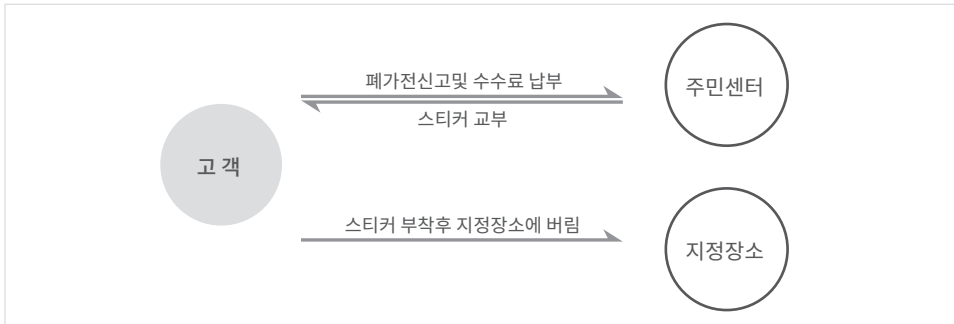 폐가전신고및 수수료 납부
주민센터
스티커 교부
고 객
스티커 부착후 지정장소에 버림
지정장소